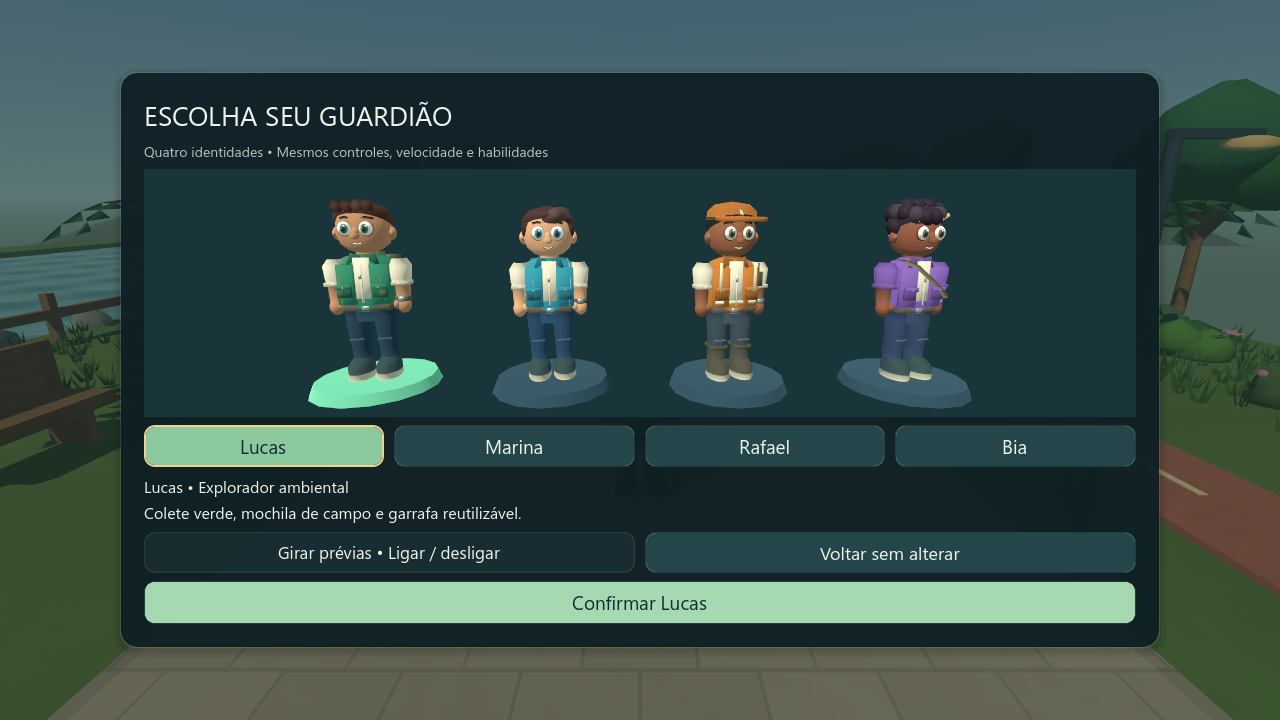 ESCOLHA SEU GUARDIÃO
Quatro identidades • Mesmos controles, velocidade e habilidades
Lucas
Marina
Rafael
Bia
Lucas • Explorador ambiental
Colete verde, mochila de campo e garrafa reutilizável.
Girar prévias • Ligar / desligar
Voltar sem alterar
Confirmar Lucas